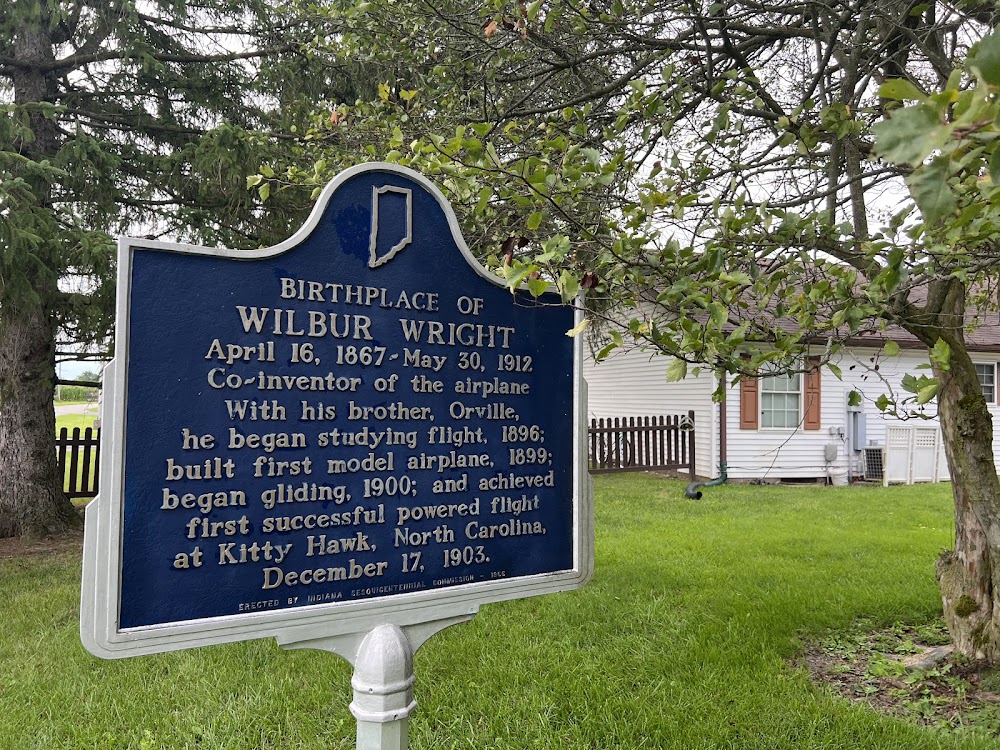 BIRTHPLACE OF
WILBUR WRIGHT
April 16, 1867-May 30, 1912
Co-inventor of the airplane
With his brother, Orville,
he began studying flight, 1896;
built first model airplane, 1899;
began gliding, 1900; and achieved
first successful powered flight
at Kitty Hawk, North Carolina,
December 17, 1903.
ERECTED BY INDIANA SESQUICENTENNIAL COMMISSION - 1966